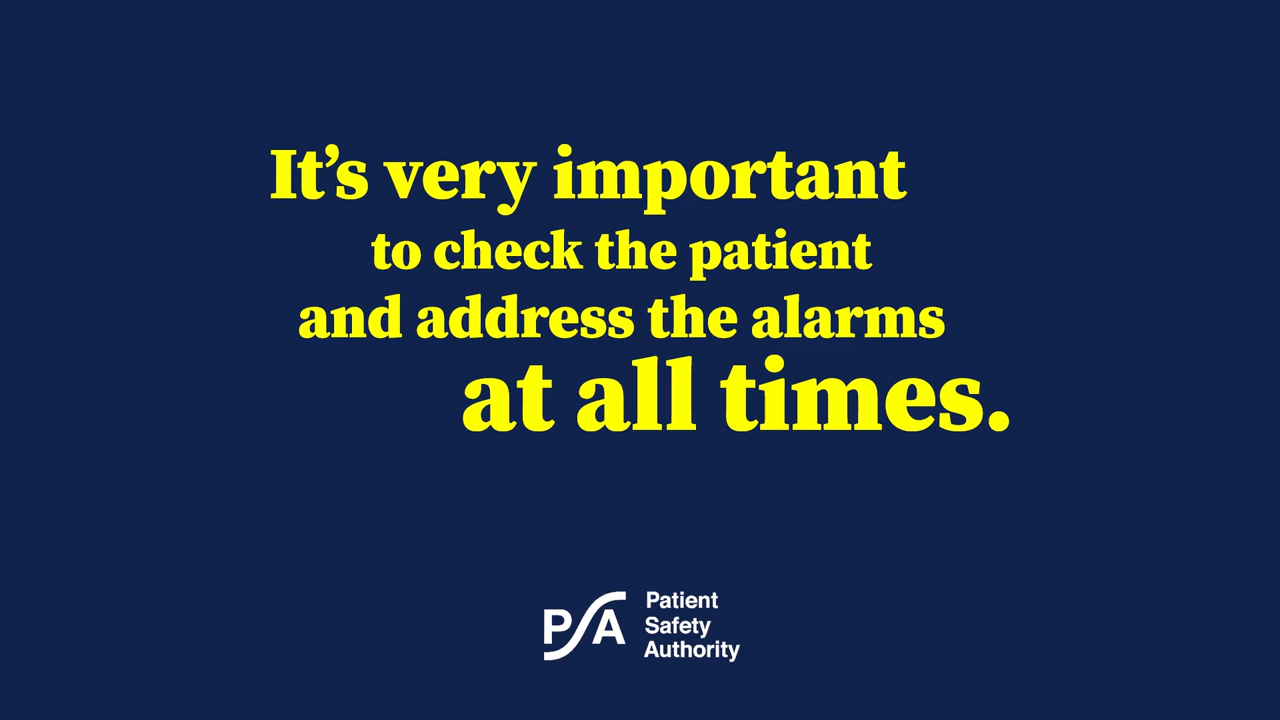 It’s very important
to check the patient
and address the alarms
at all times.
PSA
Patient
Safety
Authority